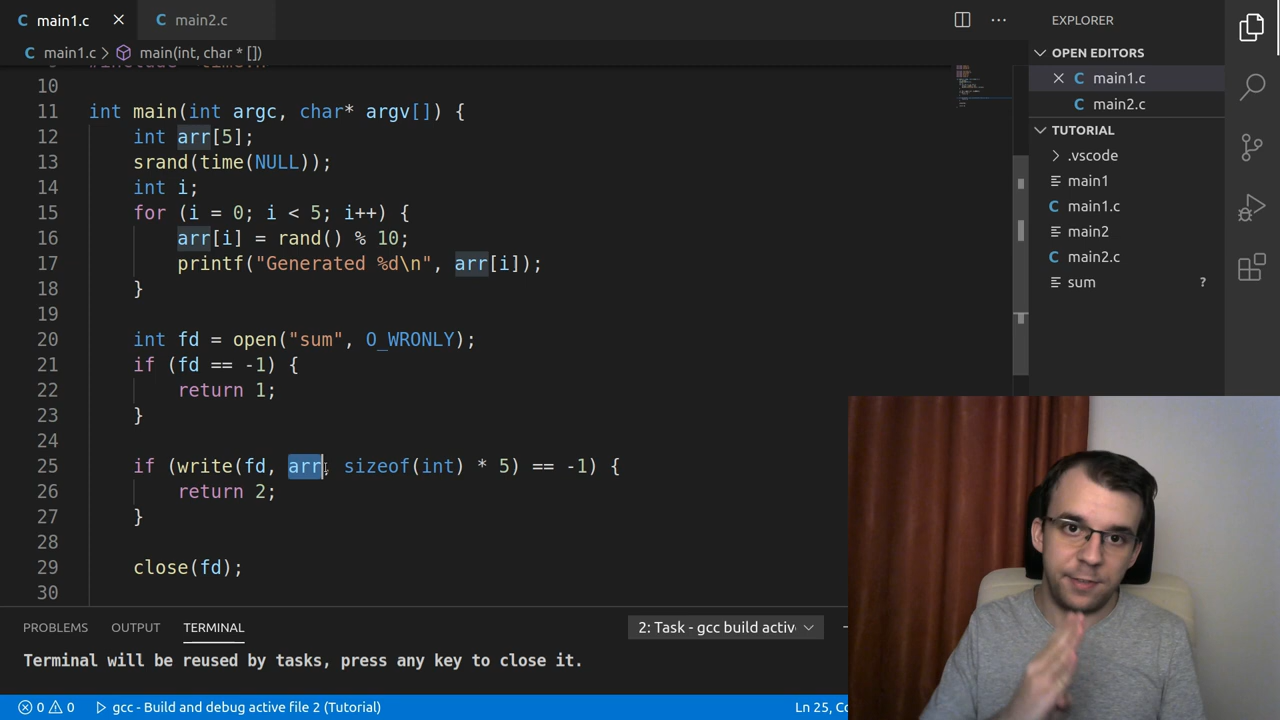 main1.c
main2.c
main1.c > main(int, char * [])
10
11 int main(int argc, char* argv[]) {
12 int arr[5];
13 srand(time(NULL));
14 int i;
15 for (i = 0; i < 5; i++) {
16 arr[i] = rand() % 10;
17 printf("Generated %d\n", arr[i]);
18 }
19
20 int fd = open("sum", O_WRONLY);
21 if (fd == -1) {
22 return 1;
23 }
24
25 if (write(fd, arr, sizeof(int) * 5) == -1) {
26 return 2;
27 }
28
29 close(fd);
30
EXPLORER
OPEN EDITORS
main1.c
main2.c
TUTORIAL
.vscode
main1
main1.c
main2
main2.c
sum ?
PROBLEMS OUTPUT TERMINAL
2: Task - gcc build activ
Terminal will be reused by tasks, press any key to close it.
0 0 gcc - Build and debug active file 2 (Tutorial)
Ln 25, Co